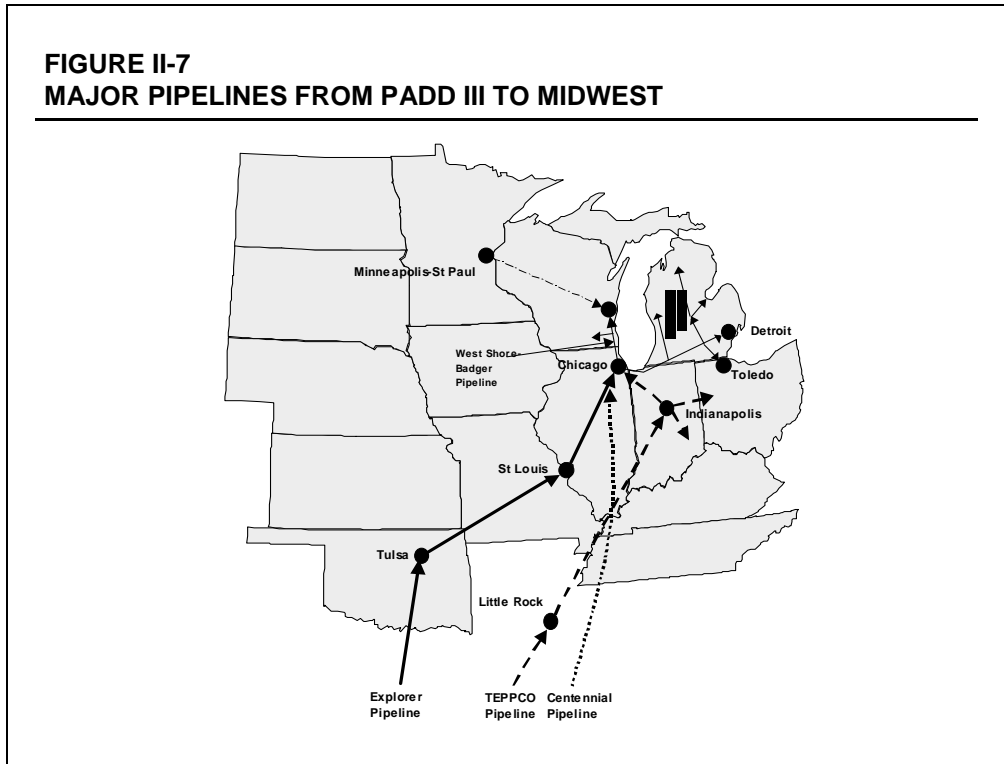 FIGURE II-7
MAJOR PIPELINES FROM PADD III TO MIDWEST
Minneapolis-St Paul
Detroit
West Shore-
Badger
Pipeline
Chicago
Toledo
Indianapolis
St Louis
Tulsa
Little Rock
Explorer
Pipeline
TEPPCO
Pipeline
Centennial
Pipeline